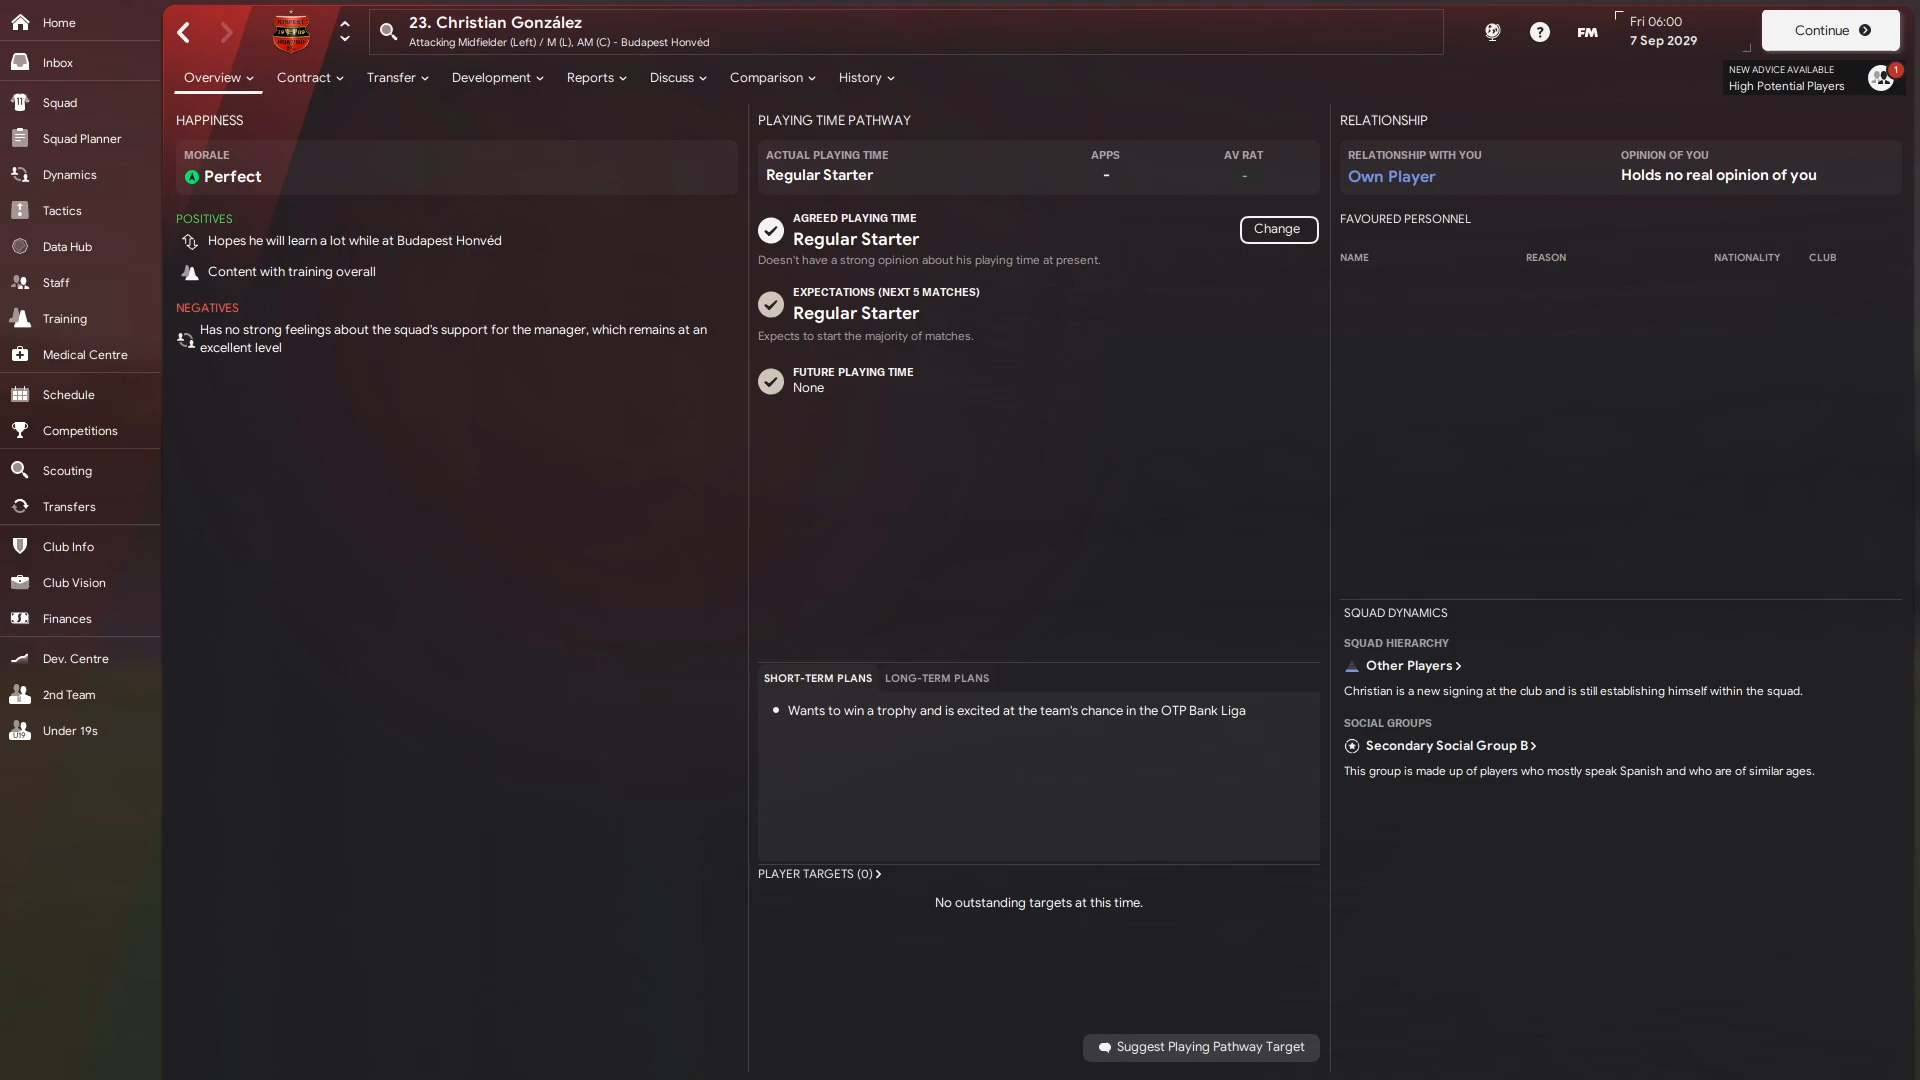 Home
Inbox
Squad
Squad Planner
Dynamics
Tactics
Data Hub
Staff
Training
Medical Centre
Schedule
Competitions
Scouting
Transfers
Club Info
Club Vision
Finances
Dev. Centre
2nd Team
Under 19s
23. Christian González
Attacking Midfielder (Left) / M (L), AM (C) - Budapest Honvéd
FM
Fri 06:00
7 Sep 2029
Continue
Overview
Contract
Transfer
Development
Reports
Discuss
Comparison
History
NEW ADVICE AVAILABLE
High Potential Players
1
HAPPINESS
MORALE
Perfect
POSITIVES
Hopes he will learn a lot while at Budapest Honvéd
Content with training overall
NEGATIVES
Has no strong feelings about the squad's support for the manager, which remains at an
excellent level
PLAYING TIME PATHWAY
ACTUAL PLAYING TIME APPS AV RAT
Regular Starter - -
AGREED PLAYING TIME
Regular Starter
Change
Doesn't have a strong opinion about his playing time at present.
EXPECTATIONS (NEXT 5 MATCHES)
Regular Starter
Expects to start the majority of matches.
FUTURE PLAYING TIME
None
SHORT-TERM PLANS LONG-TERM PLANS
Wants to win a trophy and is excited at the team's chance in the OTP Bank Liga
PLAYER TARGETS (0)
No outstanding targets at this time.
Suggest Playing Pathway Target
RELATIONSHIP
RELATIONSHIP WITH YOU OPINION OF YOU
Own Player Holds no real opinion of you
FAVOURED PERSONNEL
NAME REASON NATIONALITY CLUB
SQUAD DYNAMICS
SQUAD HIERARCHY
Other Players
Christian is a new signing at the club and is still establishing himself within the squad.
SOCIAL GROUPS
Secondary Social Group B
This group is made up of players who mostly speak Spanish and who are of similar ages.